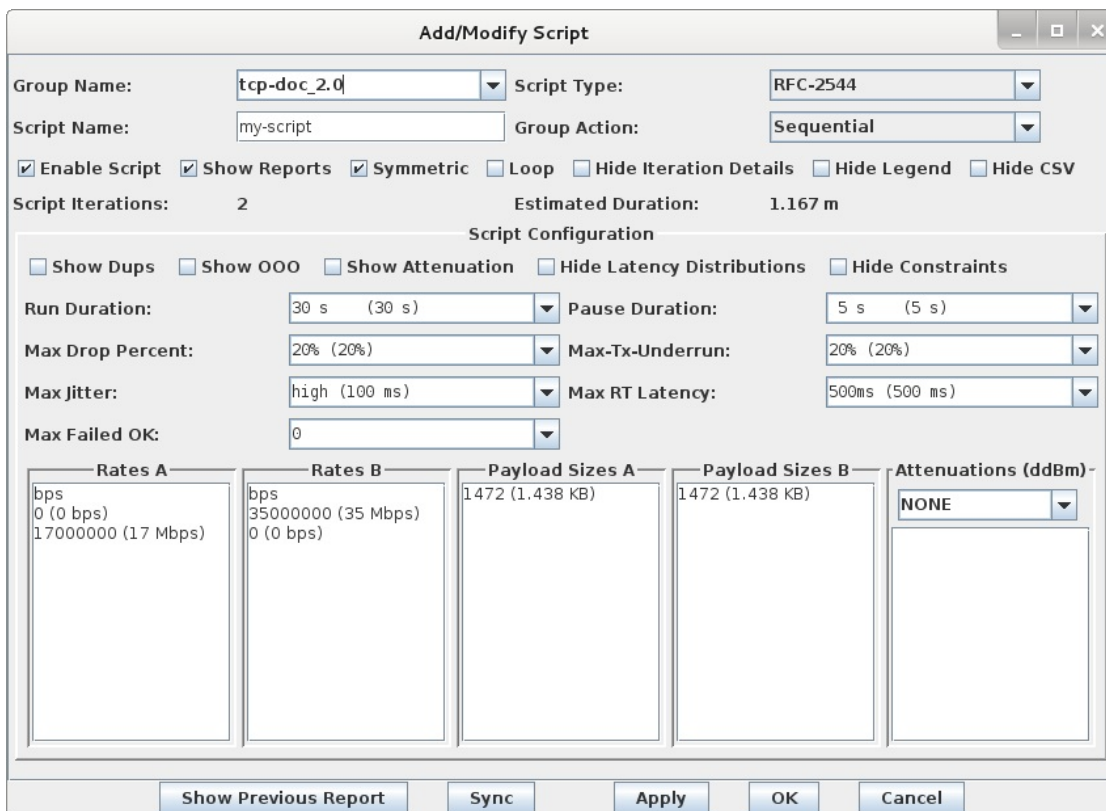 Add/Modify Script
Group Name: tcp-doc_2.0 Script Type: RFC-2544
Script Name: my-script Group Action: Sequential
Enable Script Show Reports Symmetric Loop Hide Iteration Details Hide Legend Hide CSV
Script Iterations: 2 Estimated Duration: 1.167 m
Script Configuration
Show Dups Show OOO Show Attenuation Hide Latency Distributions Hide Constraints
Run Duration: 30 s (30 s) Pause Duration: 5 s (5 s)
Max Drop Percent: 20% (20%) Max-Tx-Underrun: 20% (20%)
Max Jitter: high (100 ms) Max RT Latency: 500ms (500 ms)
Max Failed OK: 0
Rates A Rates B Payload Sizes A Payload Sizes B Attenuations (ddBm)
bps bps 1472 (1.438 KB) 1472 (1.438 KB) NONE
0 (0 bps) 35000000 (35 Mbps)
17000000 (17 Mbps) 0 (0 bps)
Show Previous Report Sync Apply OK Cancel